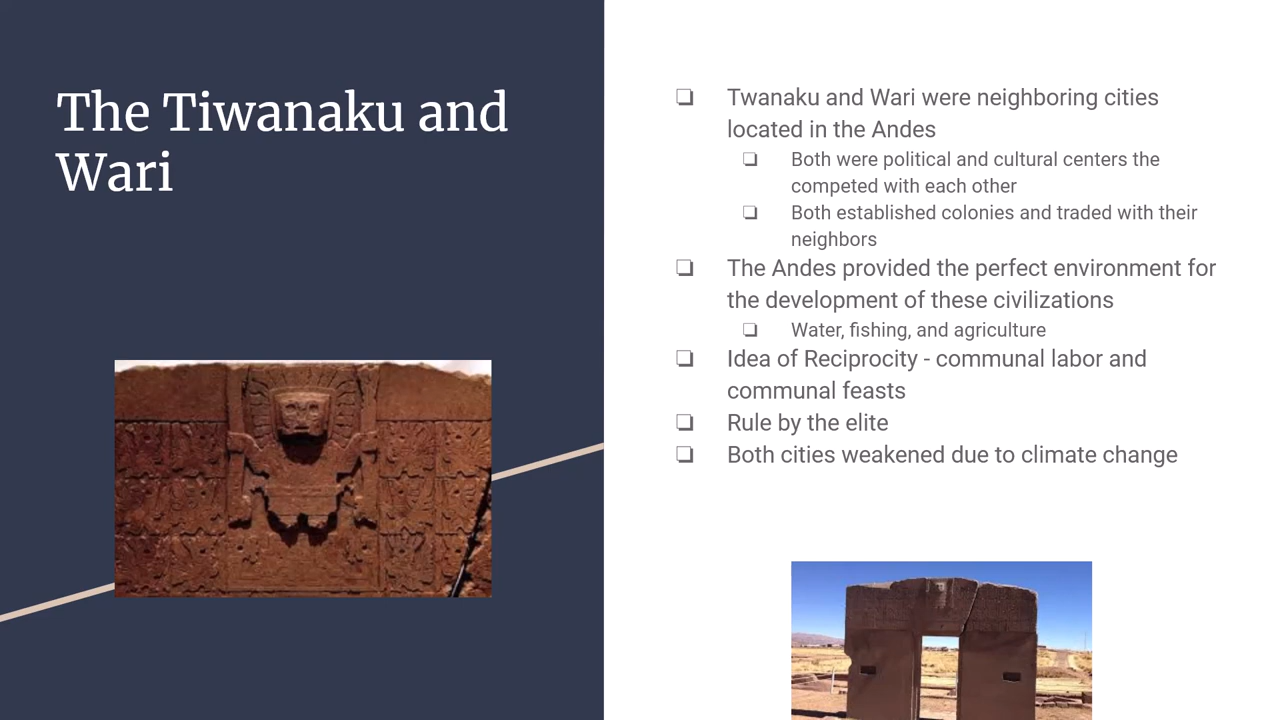 The Tiwanaku and
Wari
❏ Twanaku and Wari were neighboring cities
located in the Andes
❏ Both were political and cultural centers the
competed with each other
❏ Both established colonies and traded with their
neighbors
❏ The Andes provided the perfect environment for
the development of these civilizations
❏ Water, fishing, and agriculture
❏ Idea of Reciprocity - communal labor and
communal feasts
❏ Rule by the elite
❏ Both cities weakened due to climate change